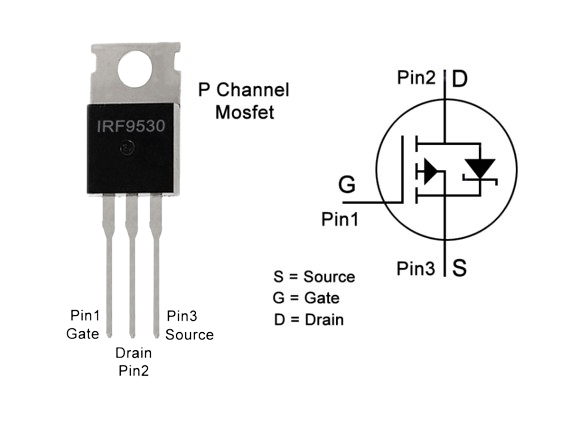 IRF9530
P Channel
Mosfet
Pin1
Gate
Drain
Pin2
Pin3
Source
Pin2 D
G
Pin1
Pin3 S
S = Source
G = Gate
D = Drain